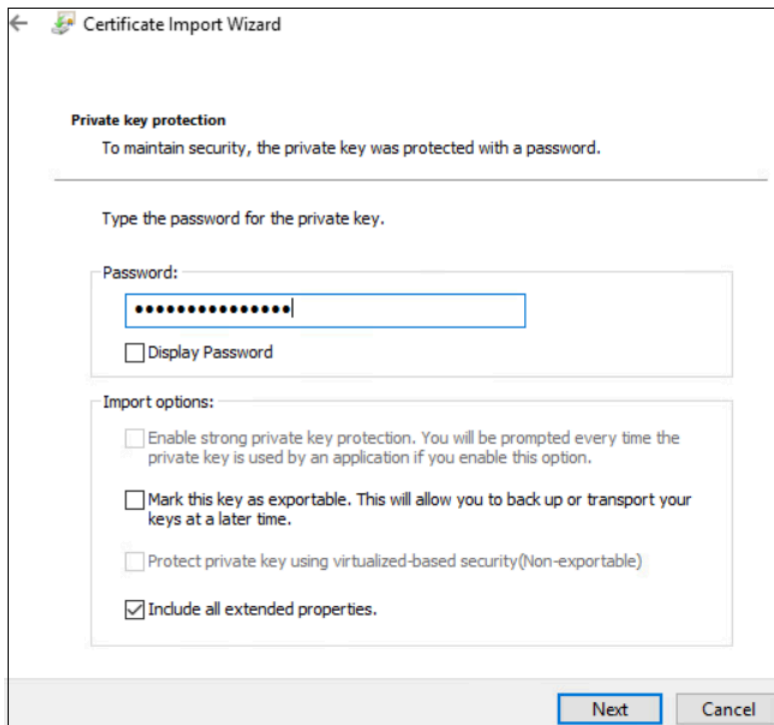 Certificate Import Wizard
Private key protection
To maintain security, the private key was protected with a password.
Type the password for the private key.
Password:
●●●●●●●●●●●●●●●
Display Password
Import options:
Enable strong private key protection. You will be prompted every time the
private key is used by an application if you enable this option.
Mark this key as exportable. This will allow you to back up or transport your
keys at a later time.
Protect private key using virtualized-based security(Non-exportable)
Include all extended properties.
Next
Cancel